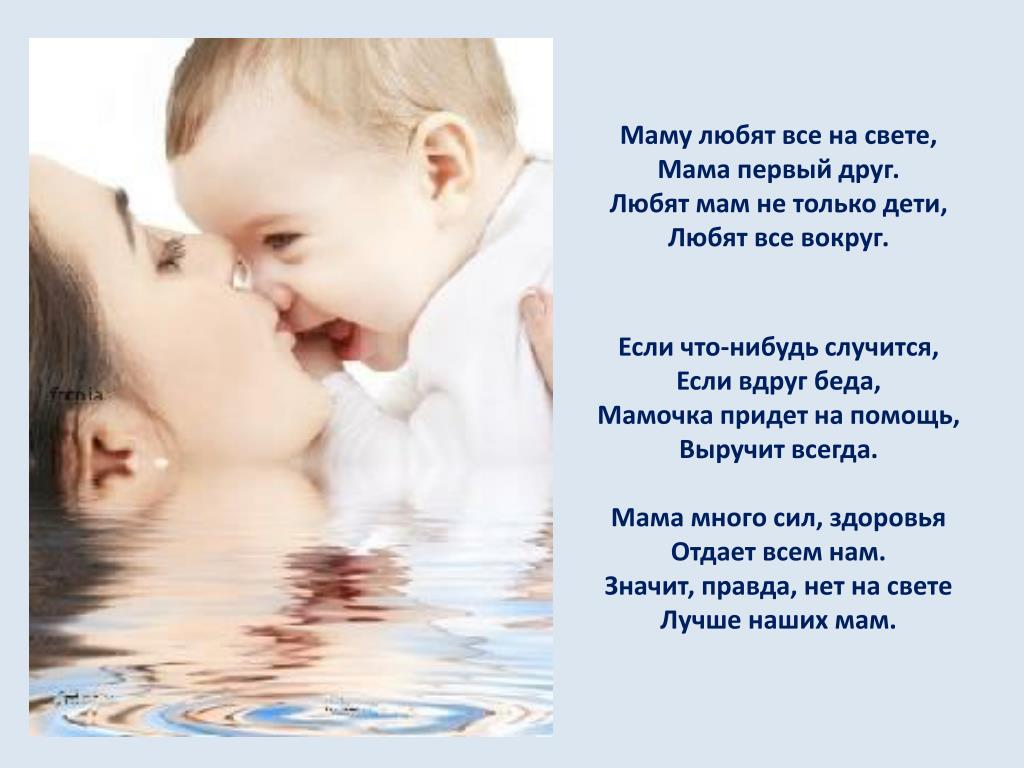 Маму любят все на свете,
Мама первый друг.
Любят мам не только дети,
Любят все вокруг.
Если что-нибудь случится,
Если вдруг беда,
Мамочка придет на помощь,
Выручит всегда.
Мама много сил, здоровья
Отдает всем нам.
Значит, правда, нет на свете
Лучше наших мам.